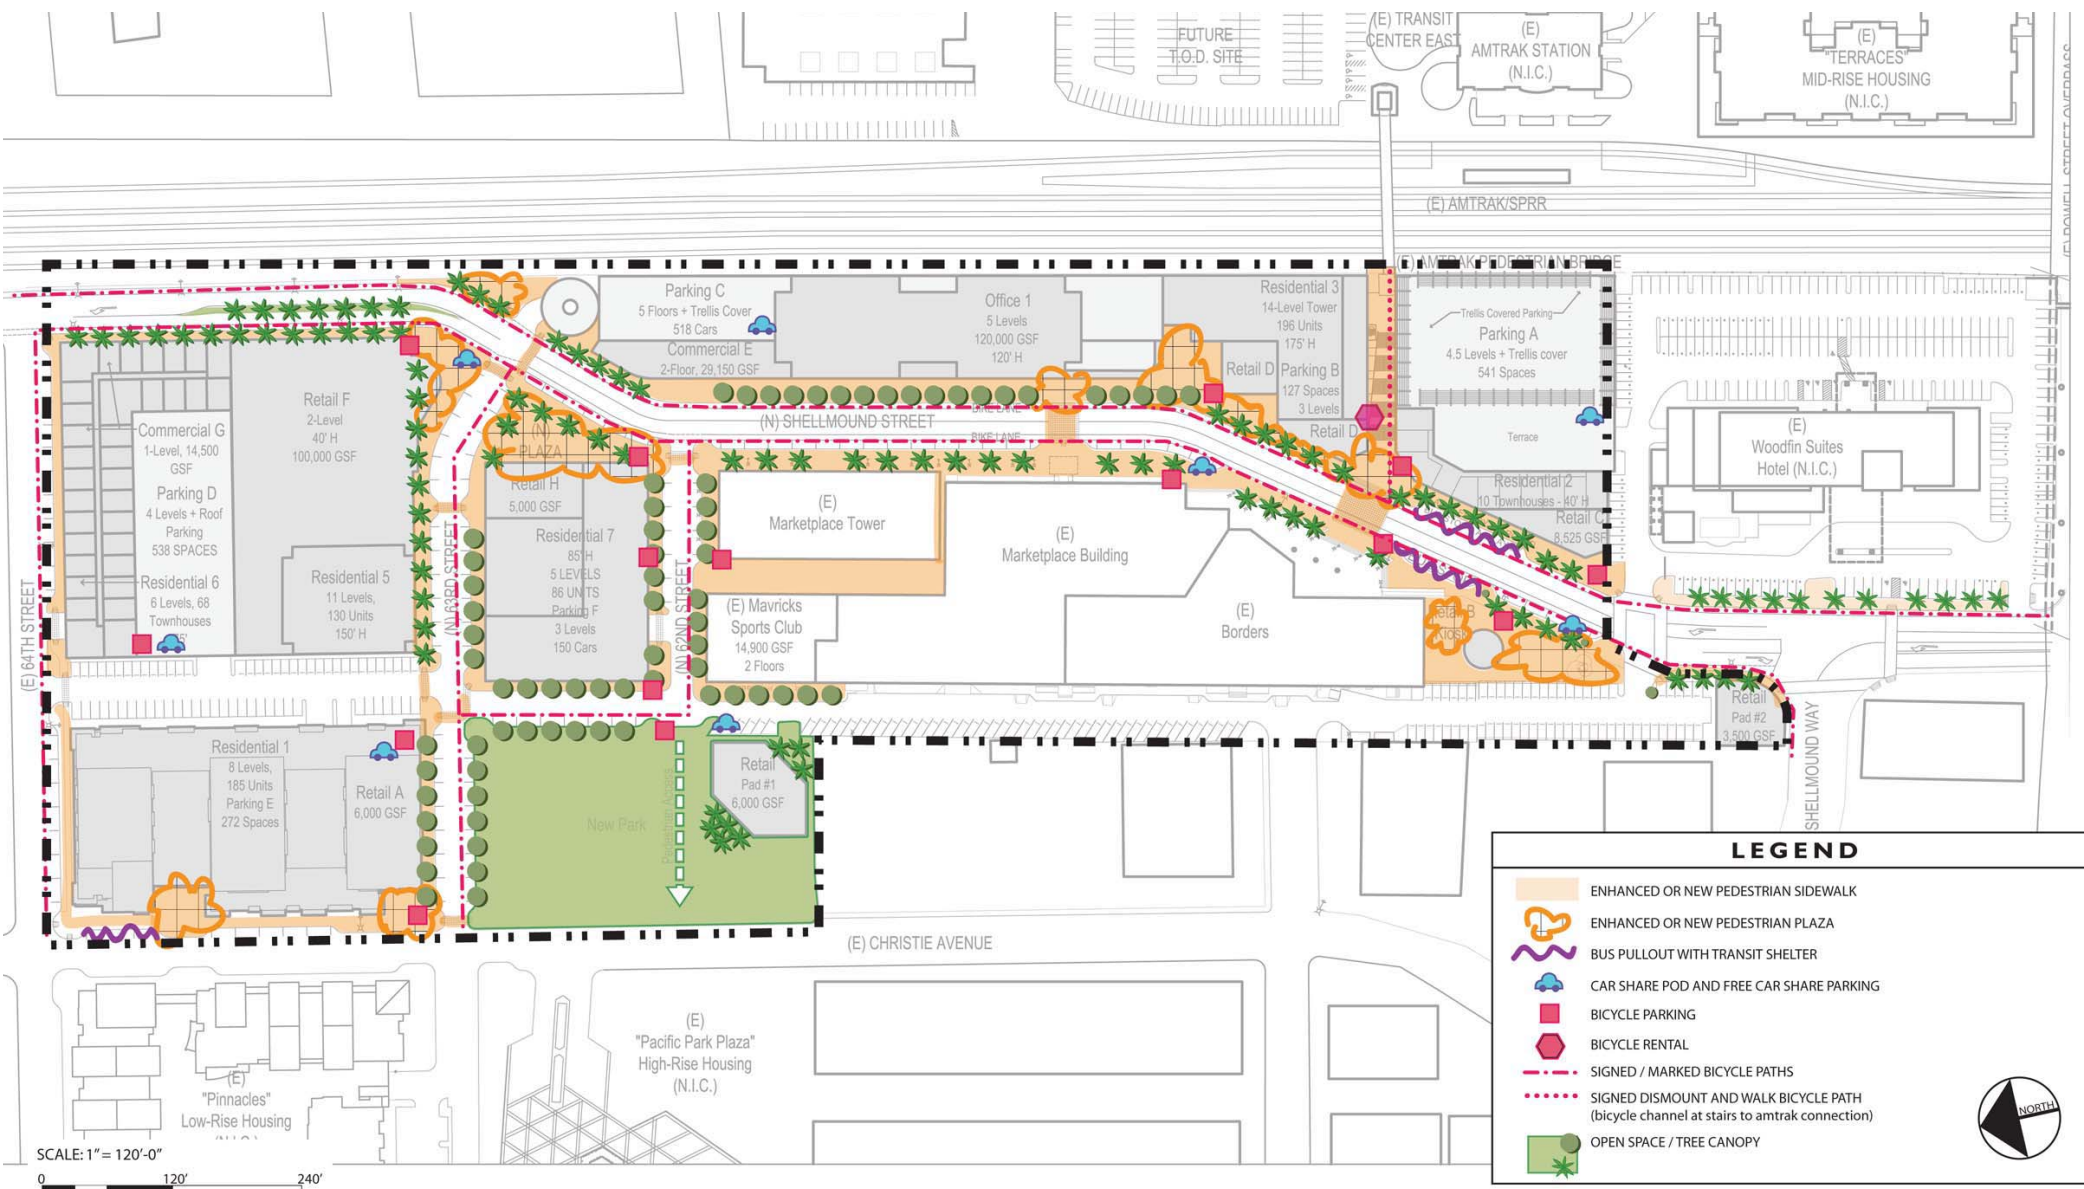 FUTURE
T.O.D. SITE
(E) TRANSIT
CENTER EAST
(E)
AMTRAK STATION
(N.I.C.)
(E)
"TERRACES"
MID-RISE HOUSING
(N.I.C.)
(E) POWELL STREET OVERPASS
(E) AMTRAK/SPRR
(E) AMTRAK PEDESTRIAN BRIDGE
Parking C
5 Floors + Trellis Cover
518 Cars
Commercial E
2-Floor, 29,150 GSF
Office 1
5 Levels
120,000 GSF
120' H
Residential 3
14-Level Tower
196 Units
175' H
Retail D
Parking B
127 Spaces
3 Levels
Retail D
Trellis Covered Parking
Parking A
4.5 Levels + Trellis cover
541 Spaces
Terrace
Residential 2
10 Townhouses - 40' H
Retail C
8,525 GSF
(E)
Woodfin Suites
Hotel (N.I.C.)
BIKE LANE
(N) SHELLMOUND STREET
BIKE LANE
Retail F
2-Level
40' H
100,000 GSF
Commercial G
1-Level, 14,500
GSF
Parking D
4 Levels + Roof
Parking
538 SPACES
Residential 6
6 Levels, 68
Townhouses
Residential 5
11 Levels,
130 Units
150' H
(E) 64TH STREET
(N) 63RD STREET
(N)
PLAZA
Retail H
5,000 GSF
Residential 7
85' H
5 LEVELS
86 UNITS
Parking F
3 Levels
150 Cars
(N) 62ND STREET
(E)
Marketplace Tower
(E)
Marketplace Building
(E) Mavricks
Sports Club
14,900 GSF
2 Floors
(E)
Borders
Retail B
Kiosk
Retail
Pad #2
3,500 GSF
SHELLMOUND WAY
Residential 1
8 Levels,
185 Units
Parking E
272 Spaces
Retail A
6,000 GSF
New Park
Pedestrian Access
Retail
Pad #1
6,000 GSF
(E) CHRISTIE AVENUE
(E)
"Pinnacles"
Low-Rise Housing
(E)
"Pacific Park Plaza"
High-Rise Housing
(N.I.C.)
SCALE: 1" = 120'-0"
0 120' 240'
LEGEND
ENHANCED OR NEW PEDESTRIAN SIDEWALK
ENHANCED OR NEW PEDESTRIAN PLAZA
BUS PULLOUT WITH TRANSIT SHELTER
CAR SHARE POD AND FREE CAR SHARE PARKING
BICYCLE PARKING
BICYCLE RENTAL
SIGNED / MARKED BICYCLE PATHS
SIGNED DISMOUNT AND WALK BICYCLE PATH
(bicycle channel at stairs to amtrak connection)
OPEN SPACE / TREE CANOPY
NORTH